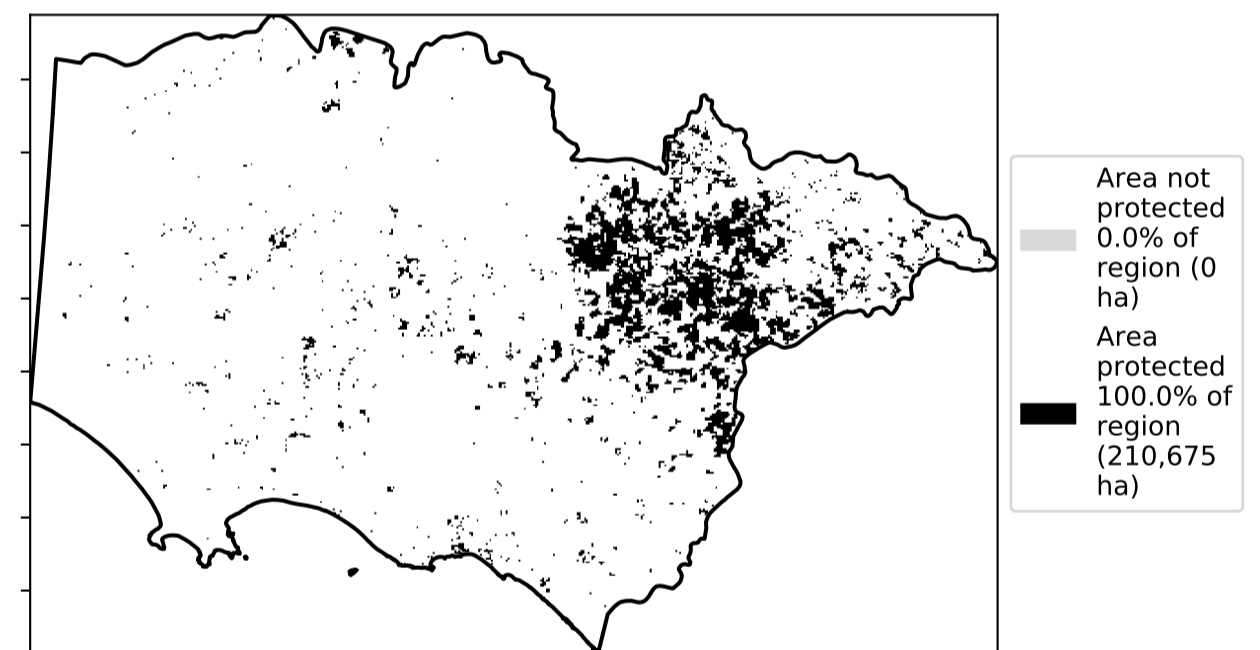 Area not
protected
0.0% of
region (0
ha)
Area
protected
100.0% of
region
(210,675
ha)